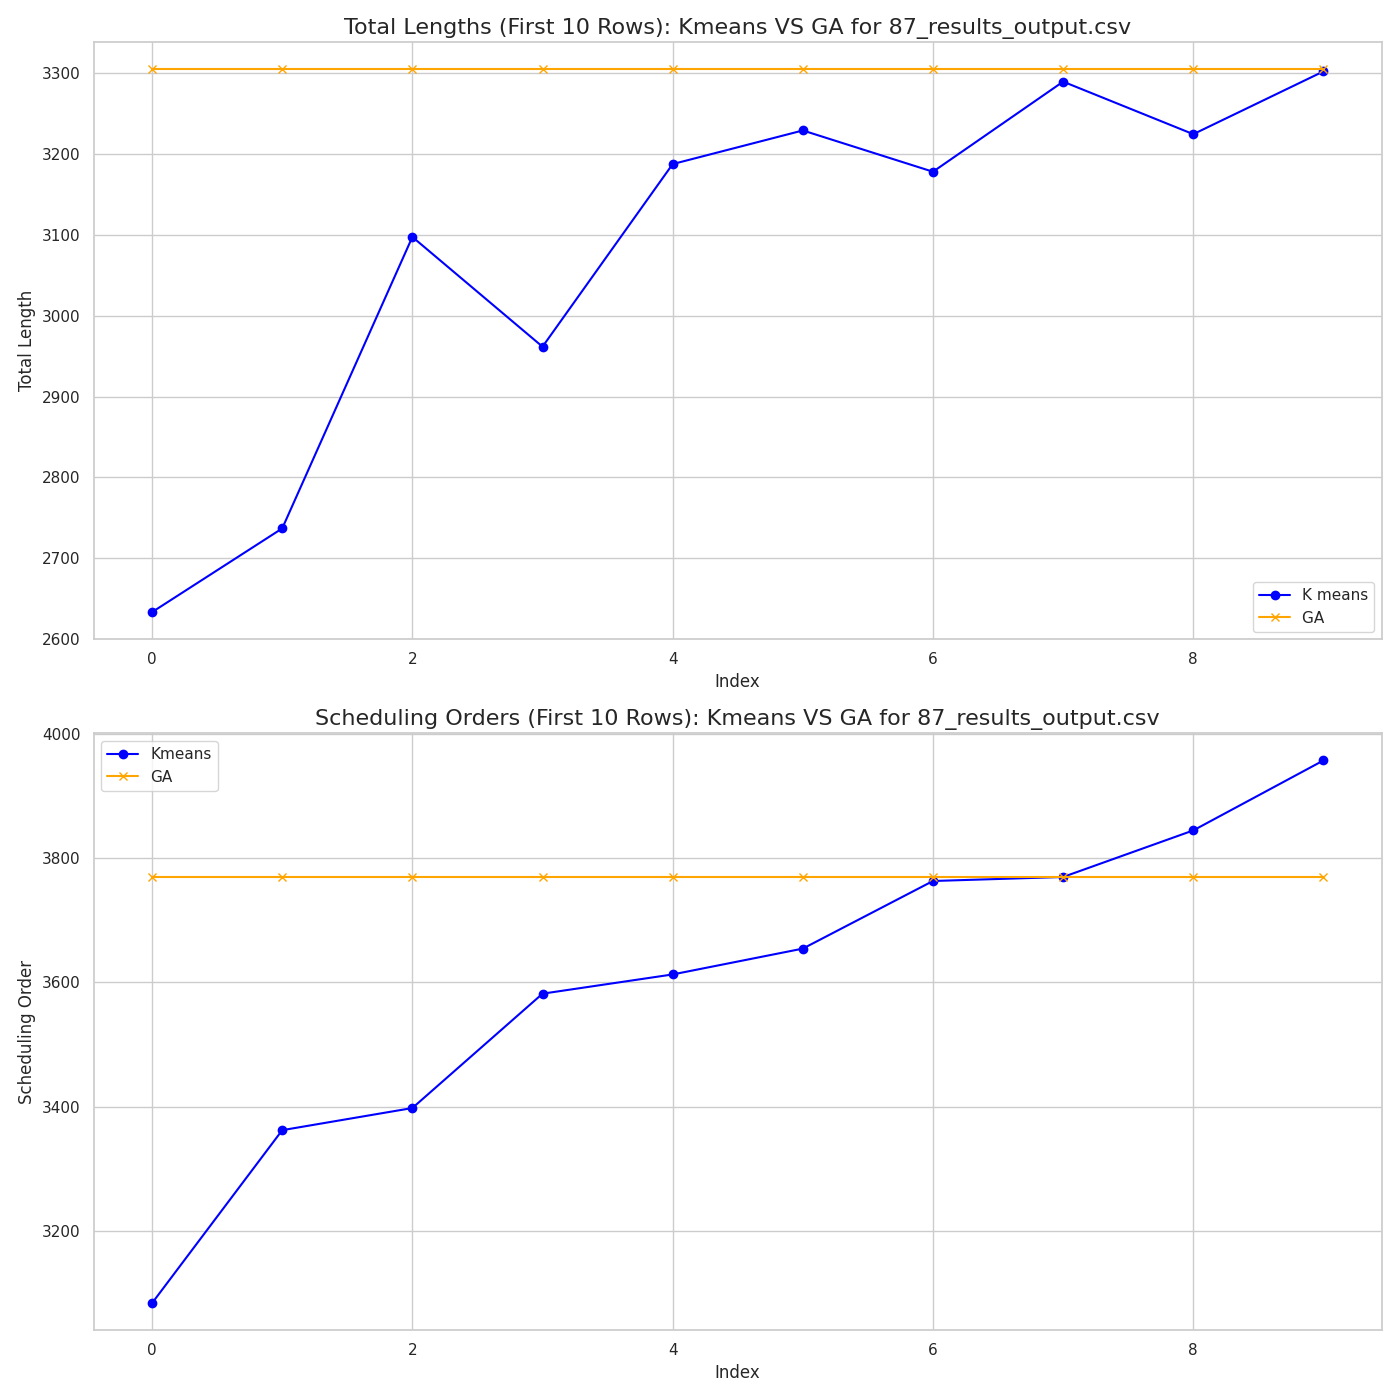 Total Lengths (First 10 Rows): Kmeans VS GA for 87_results_output.csv
3300
3200
3100
3000
2900
2800
2700
2600
Total Length
K means
GA
0
2
4
6
8
Index
Scheduling Orders (First 10 Rows): Kmeans VS GA for 87_results_output.csv
4000
3800
3600
3400
3200
Scheduling Order
Kmeans
GA
0
2
4
6
8
Index